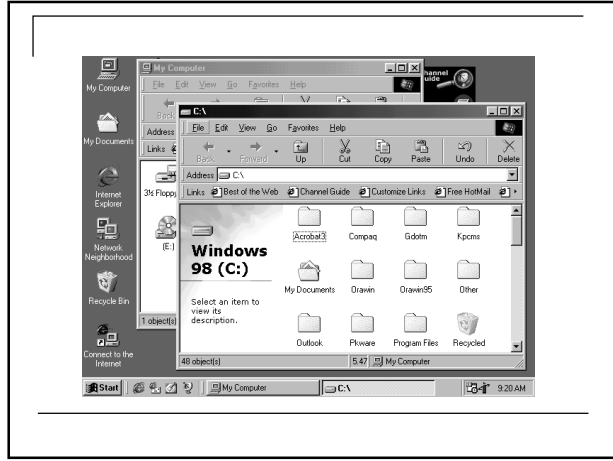 My Computer
My Documents
Internet
Explorer
Network
Neighborhood
Recycle Bin
Connect to the
Internet
My Computer
File Edit View Go Favorites Help
Back
Address
Links
3½ Floppy
(E:)
1 object(s)
Channel
Guide
C:\
File Edit View Go Favorites Help
Back Forward Up Cut Copy Paste Undo Delete
Address C:\
Links Best of the Web Channel Guide Customize Links Free HotMail
Windows
98 (C:)
Select an item to
view its
description.
Acrobat3 Compaq Gdotm Kpcms
My Documents Orawin Orawin95 Other
Outlook Pkware Program Files Recycled
48 object(s) 5.47 My Computer
Start My Computer C:\ 9:20 AM